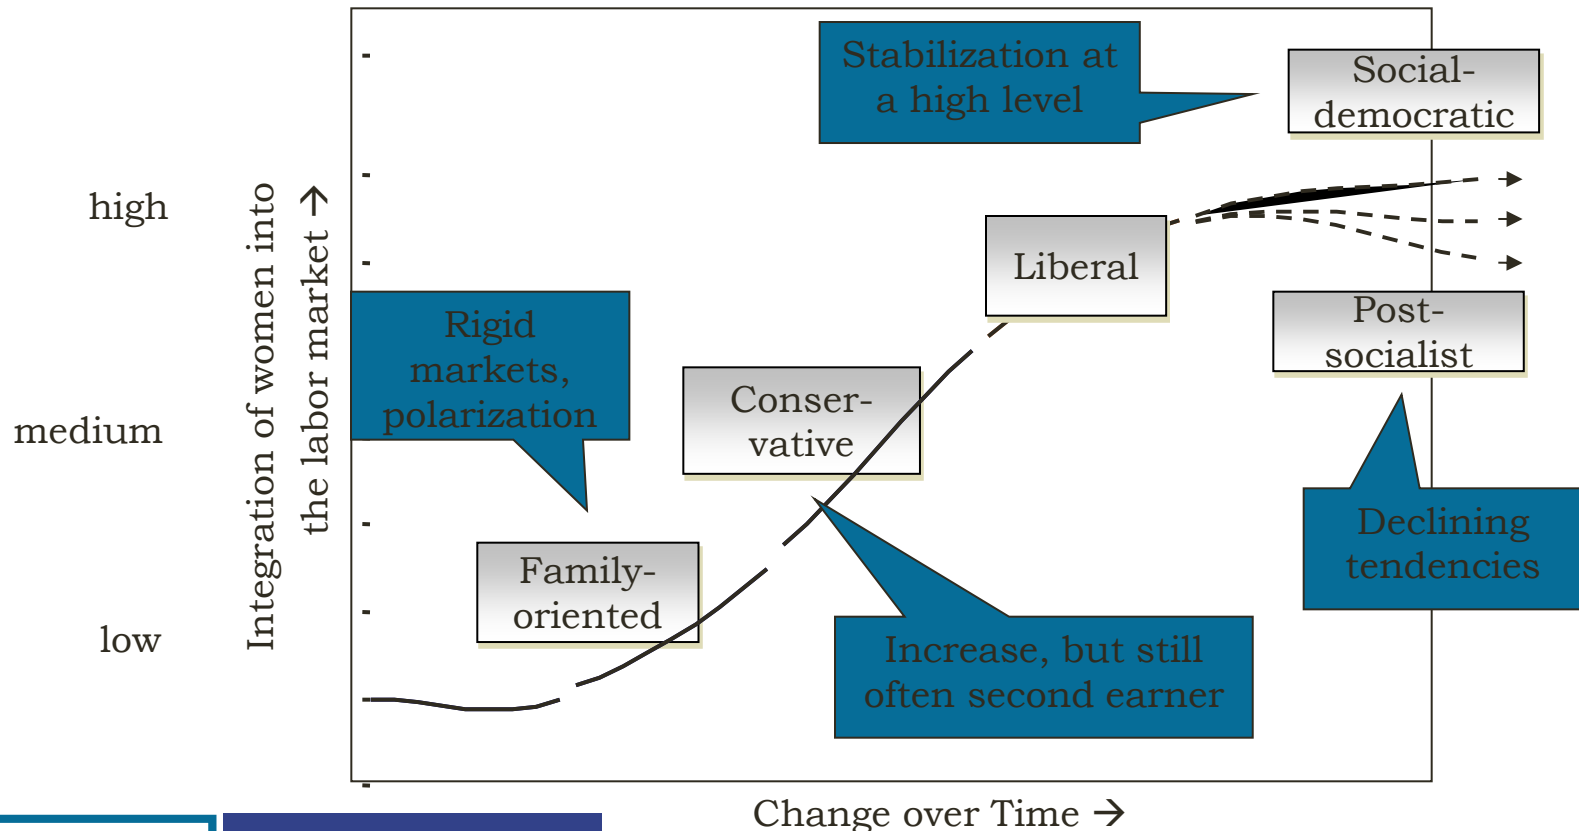 Stabilization at
a high level
Social-
democratic
high
Integration of women into
the labor market →
Liberal
Rigid
markets,
polarization
Post-
socialist
Conser-
vative
medium
Declining
tendencies
Family-
oriented
low
Increase, but still
often second earner
Change over Time →